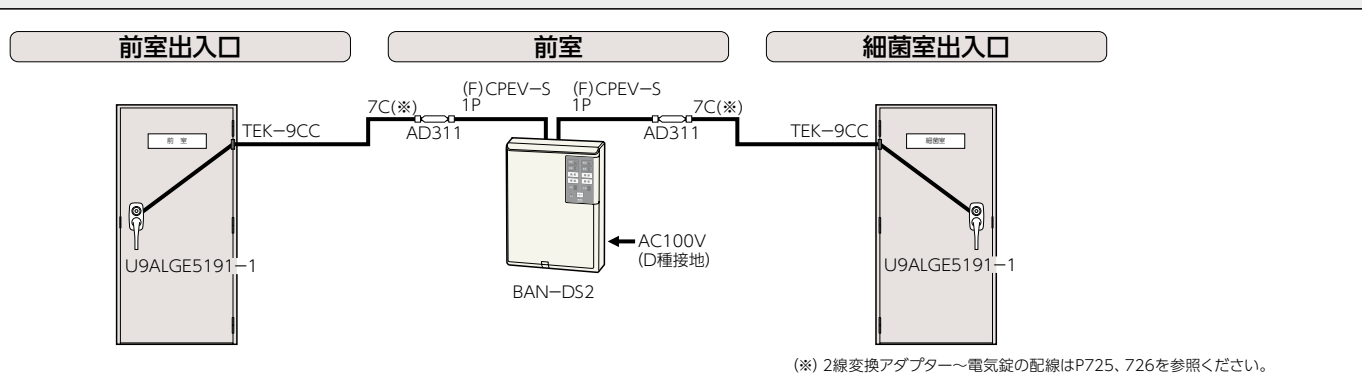 前室出入口
前室
細菌室出入口
(F)CPEV−S
1P
(F)CPEV−S
1P
7C(※)
AD311
7C(※)
AD311
TEK−9CC
TEK−9CC
前 室
細菌室
U9ALGE5191−1
U9ALGE5191−1
AC100V
(D種接地)
BAN−DS2
(※) 2線変換アダプター〜電気錠の配線はP725、726を参照ください。